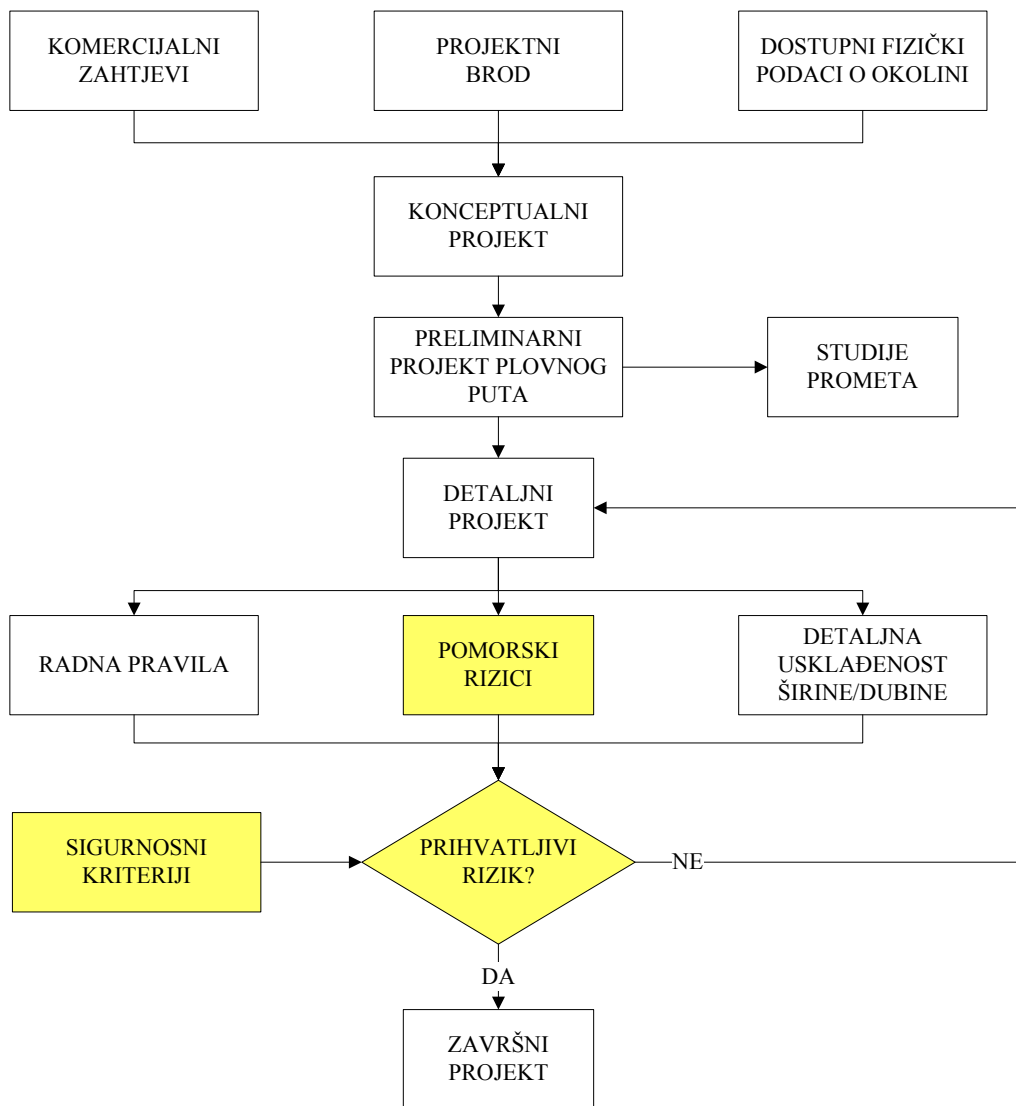 KOMERCIJALNI
ZAHTJEVI
PROJEKTNI
BROD
DOSTUPNI FIZIČKI
PODACI O OKOLINI
KONCEPTUALNI
PROJEKT
PRELIMINARNI
PROJEKT PLOVNOG
PUTA
STUDIJE
PROMETA
DETALJNI
PROJEKT
RADNA PRAVILA
POMORSKI
RIZICI
DETALJNA
USKLAĐENOST
ŠIRINE/DUBINE
SIGURNOSNI
KRITERIJI
PRIHVATLJIVI
RIZIK?
NE
DA
ZAVRŠNI
PROJEKT